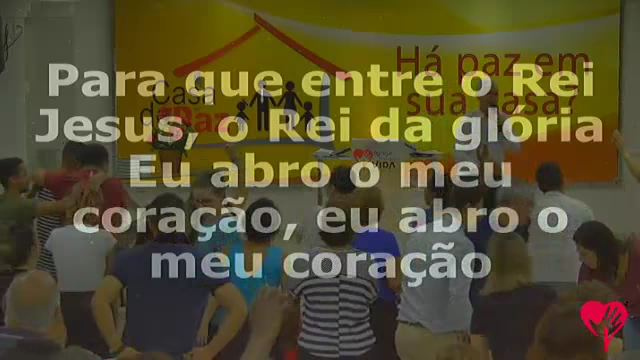 Para que entre o Rei
Jesus, o Rei da glória
Eu abro o meu
coração, eu abro o
meu coração
Casa
da Paz
Há paz em
sua casa?